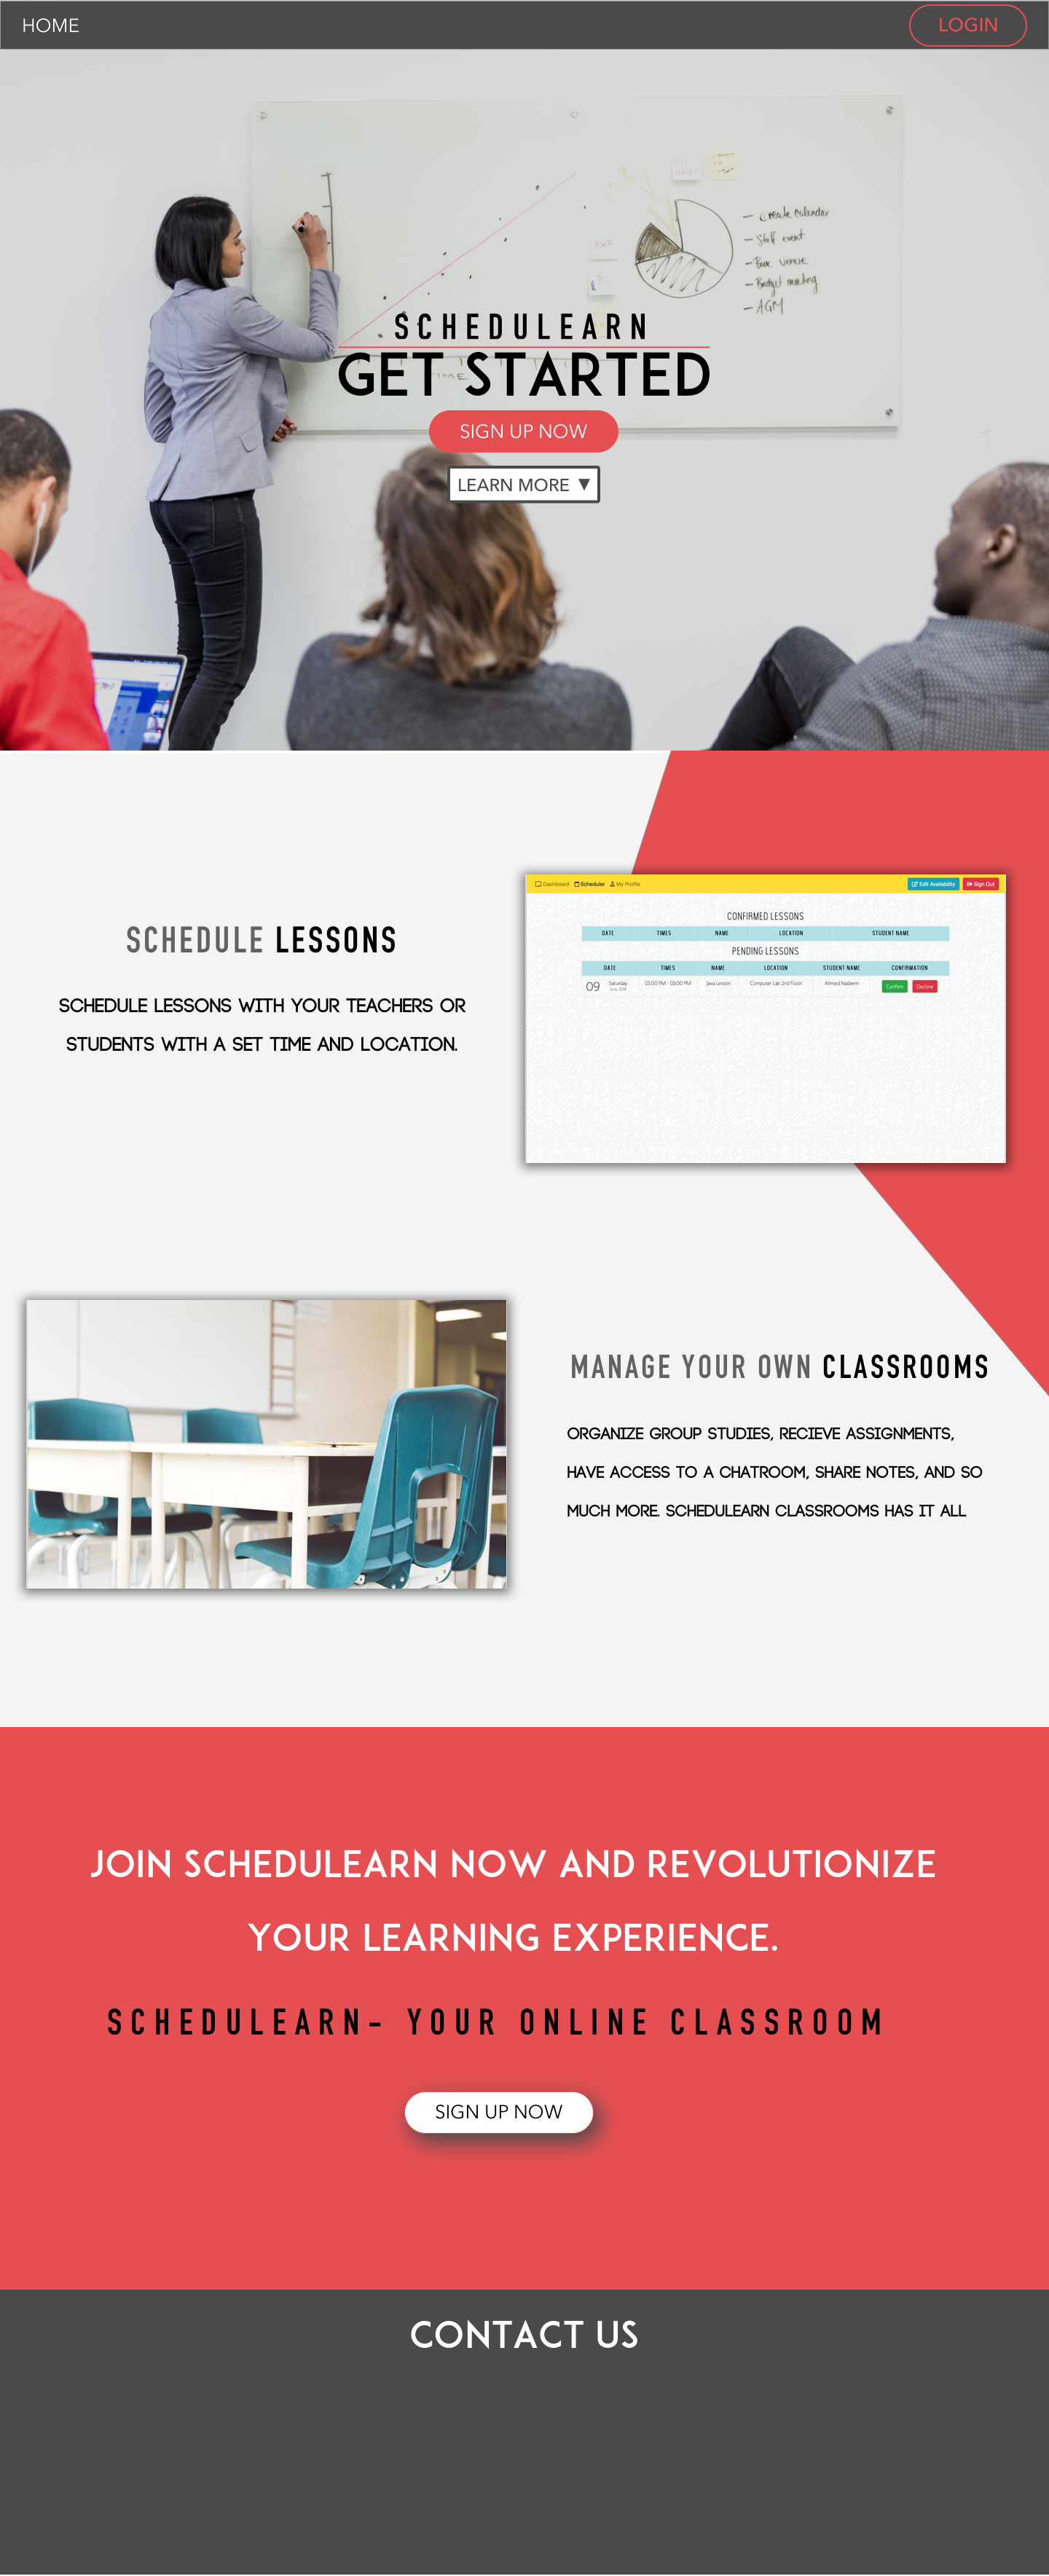 HOME
LOGIN
Create calendar
Staff event
Book venue
Budget meeting
AGM
SCHEDULEARN
TIME
GET STARTED
SIGN UP NOW
LEARN MORE ▼
Dashboard Scheduler My Profile
Edit Availability Sign Out
CONFIRMED LESSONS
DATE TIMES NAME LOCATION STUDENT NAME
PENDING LESSONS
DATE TIMES NAME LOCATION STUDENT NAME CONFIRMATION
09 Saturday 01:00 PM - 03:00 PM Java Lesson Computer Lab 2nd Floor Ahmed Nadeem Confirm Decline
SCHEDULE LESSONS
SCHEDULE LESSONS WITH YOUR TEACHERS OR
STUDENTS WITH A SET TIME AND LOCATION.
MANAGE YOUR OWN CLASSROOMS
ORGANIZE GROUP STUDIES, RECIEVE ASSIGNMENTS,
HAVE ACCESS TO A CHATROOM, SHARE NOTES, AND SO
MUCH MORE. SCHEDULEARN CLASSROOMS HAS IT ALL
JOIN SCHEDULEARN NOW AND REVOLUTIONIZE
YOUR LEARNING EXPERIENCE.
SCHEDULEARN- YOUR ONLINE CLASSROOM
SIGN UP NOW
CONTACT US